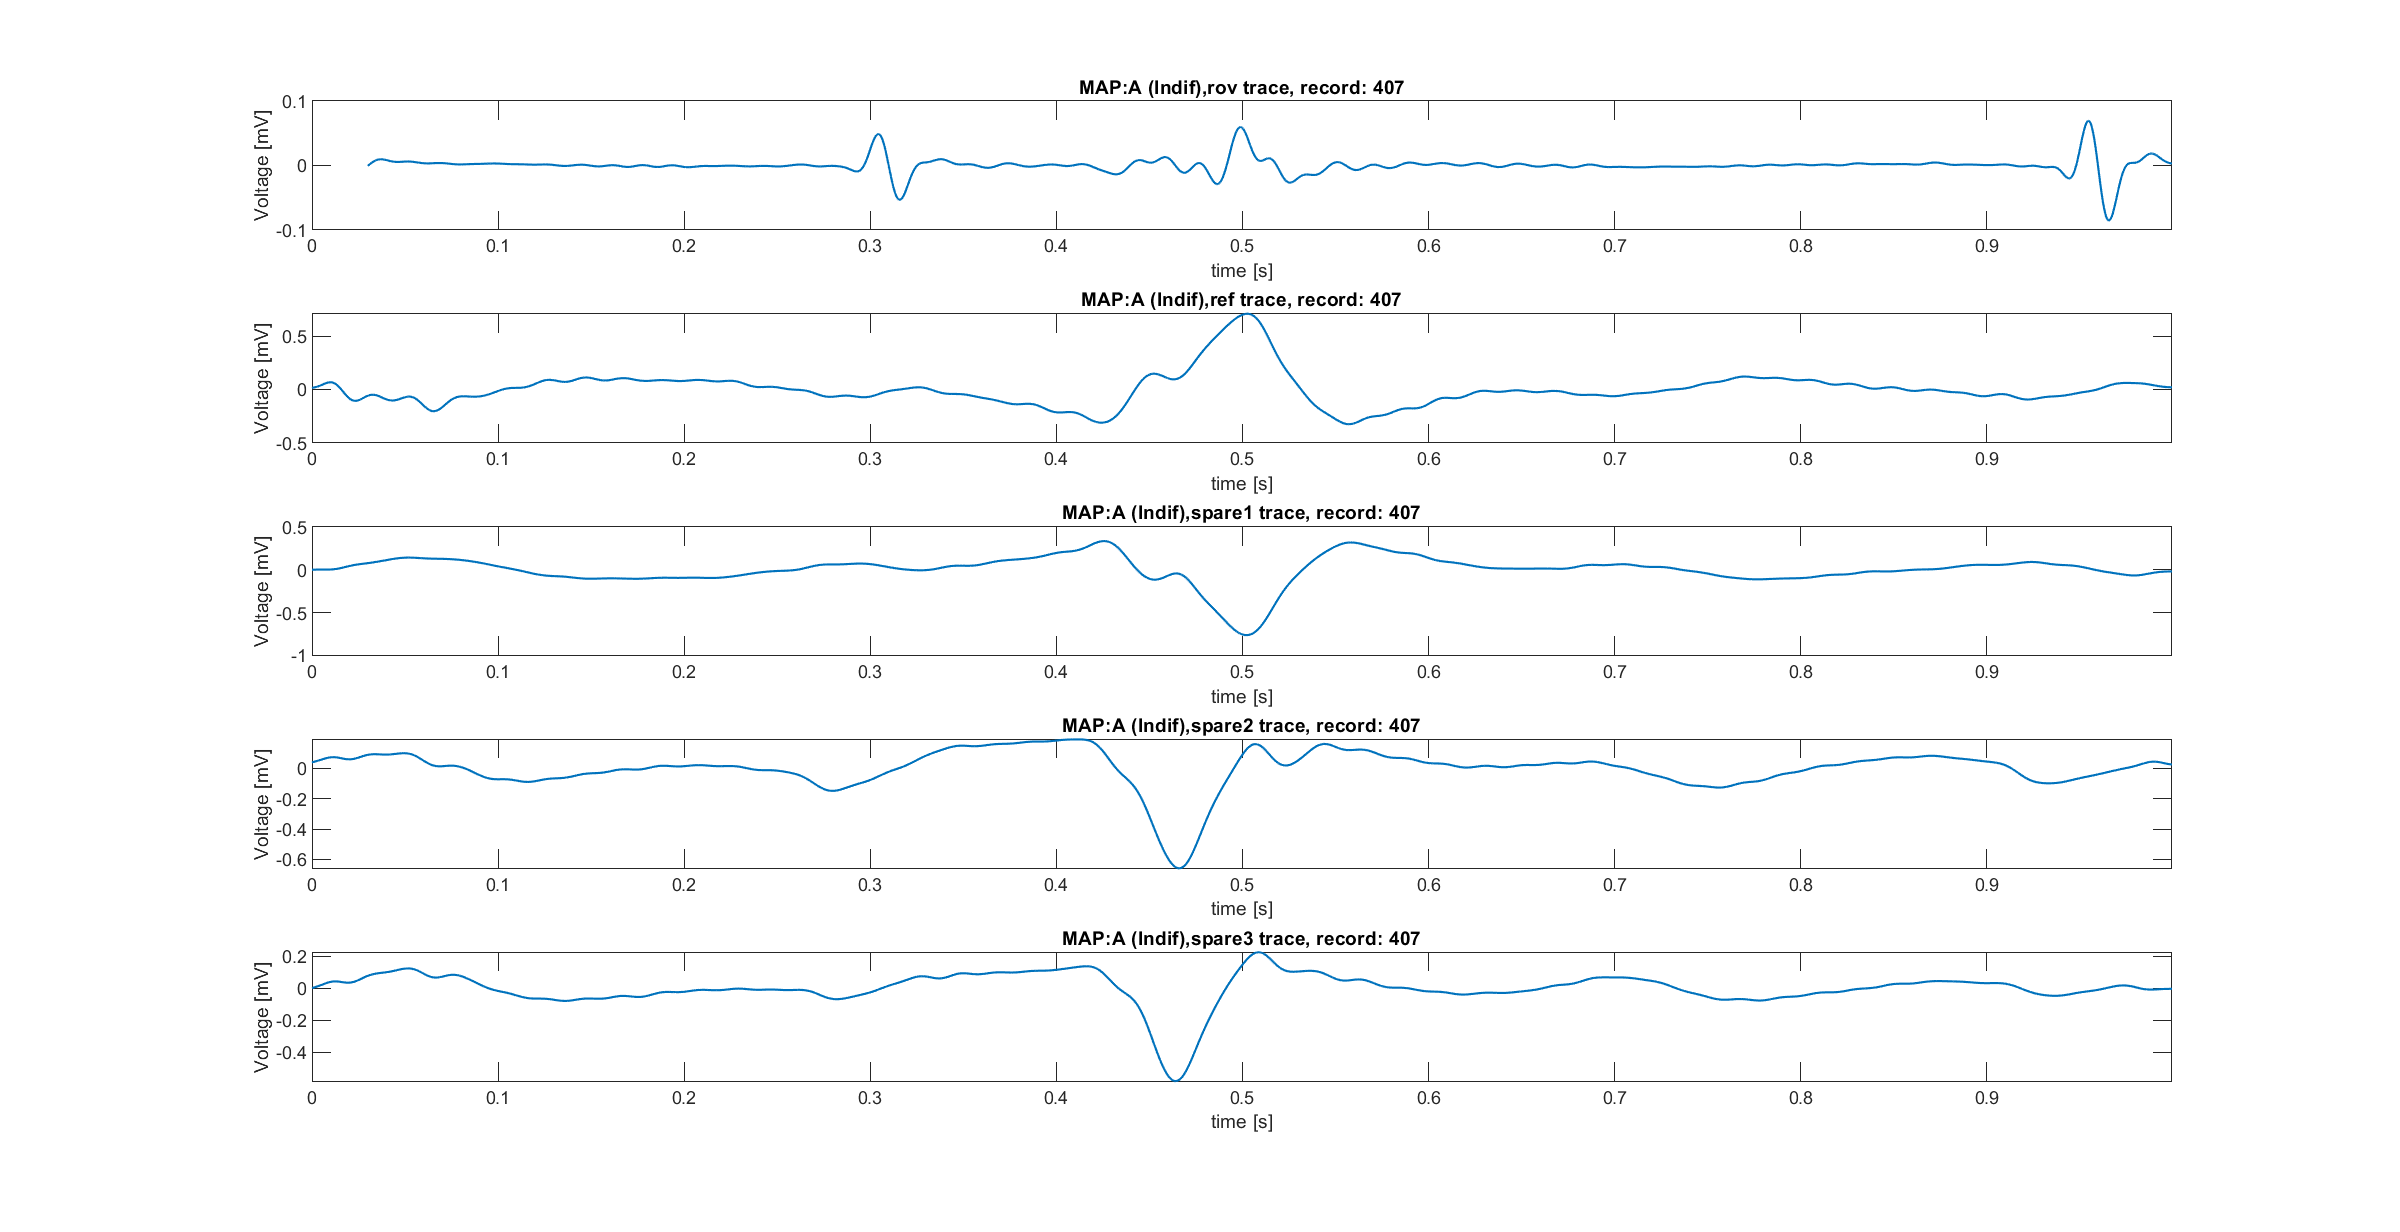 MAP:A (Indif),rov trace, record: 407
Voltage [mV]
0.1
0
-0.1
0 0.1 0.2 0.3 0.4 0.5 0.6 0.7 0.8 0.9
time [s]
MAP:A (Indif),ref trace, record: 407
Voltage [mV]
0.5
0
-0.5
0 0.1 0.2 0.3 0.4 0.5 0.6 0.7 0.8 0.9
time [s]
MAP:A (Indif),spare1 trace, record: 407
Voltage [mV]
0.5
0
-0.5
-1
0 0.1 0.2 0.3 0.4 0.5 0.6 0.7 0.8 0.9
time [s]
MAP:A (Indif),spare2 trace, record: 407
Voltage [mV]
0
-0.2
-0.4
-0.6
0 0.1 0.2 0.3 0.4 0.5 0.6 0.7 0.8 0.9
time [s]
MAP:A (Indif),spare3 trace, record: 407
Voltage [mV]
0.2
0
-0.2
-0.4
0 0.1 0.2 0.3 0.4 0.5 0.6 0.7 0.8 0.9
time [s]